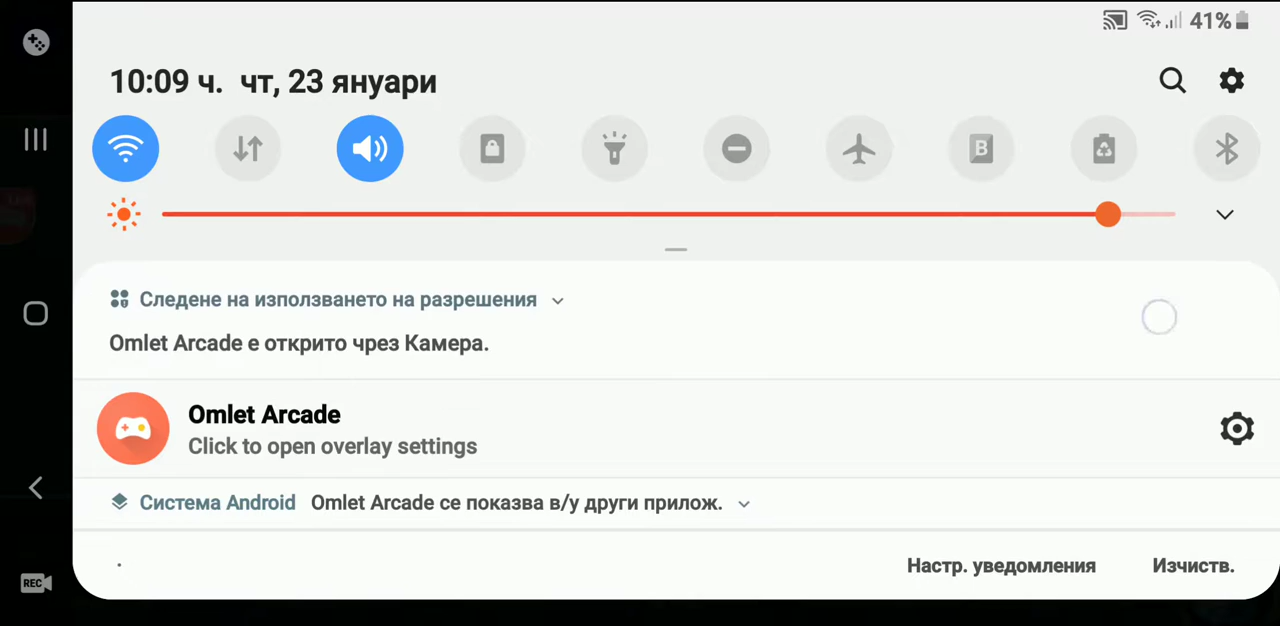 41%
10:09 ч. чт, 23 януари
B
Следене на използването на разрешения
Omlet Arcade е открито чрез Камера.
Omlet Arcade
Click to open overlay settings
Система Android Omlet Arcade се показва в/у други прилож.
Настр. уведомления Изчиств.
REC